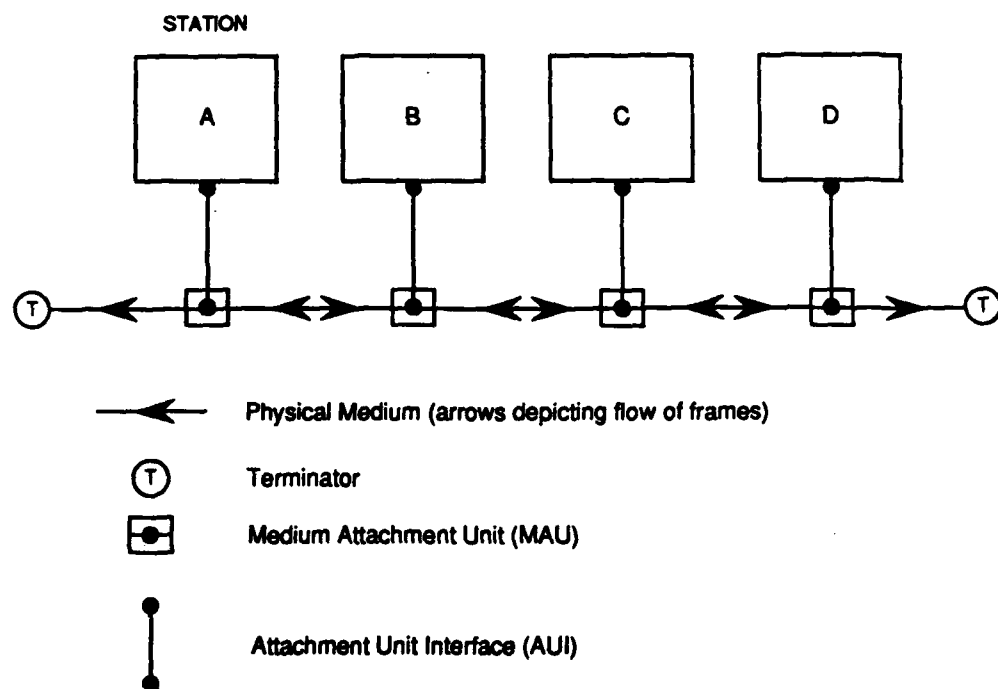 STATION
A
B
C
D
T
T
Physical Medium (arrows depicting flow of frames)
T
Terminator
Medium Attachment Unit (MAU)
Attachment Unit Interface (AUI)